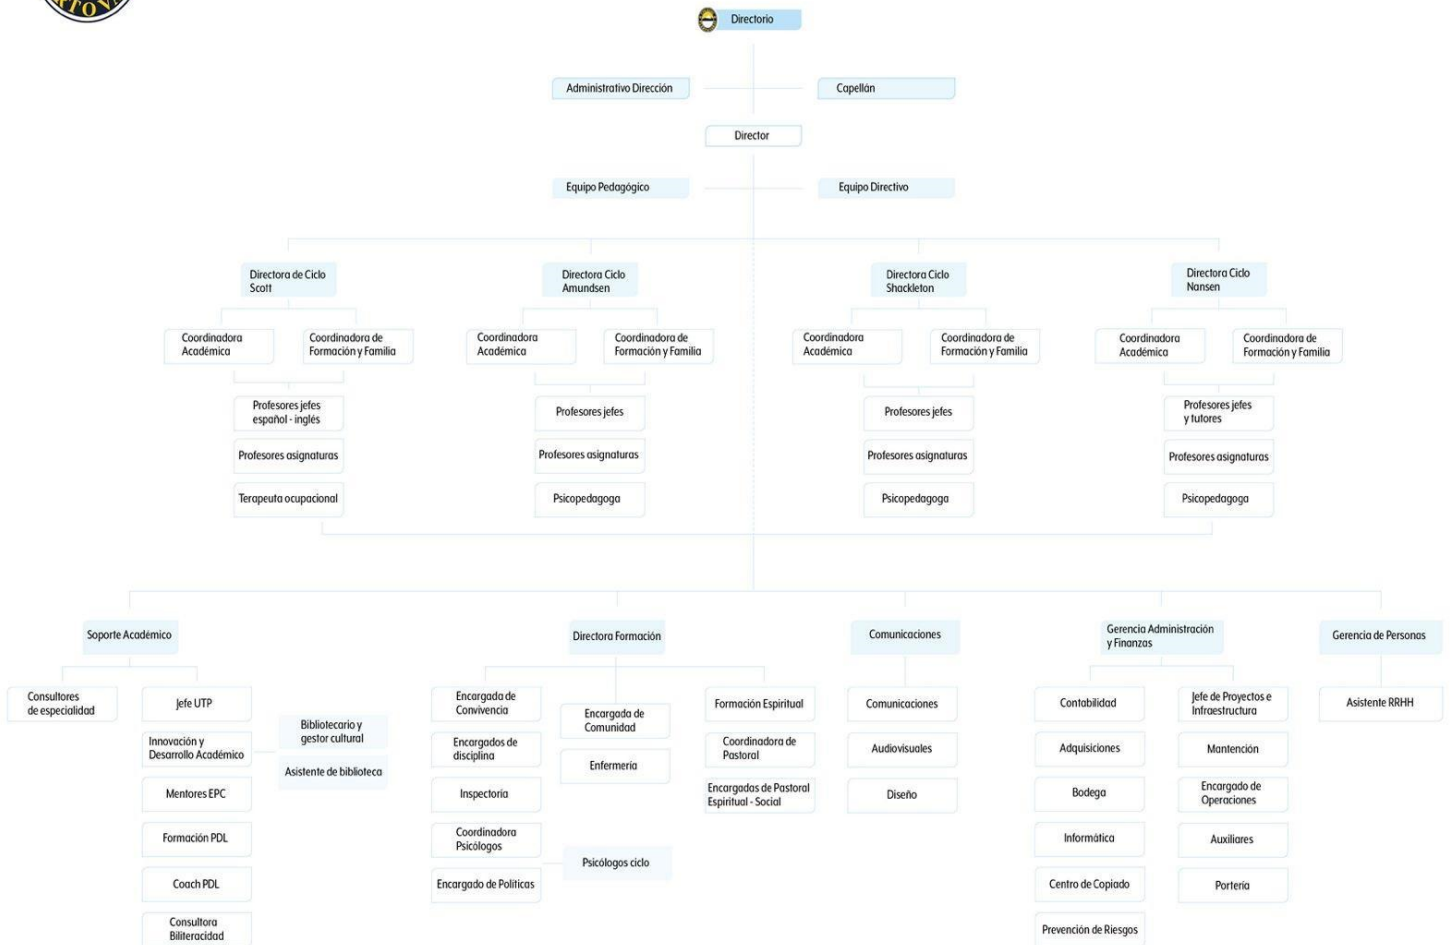 Directorio
Administrativo Dirección
Capellán
Director
Equipo Pedagógico
Equipo Directivo
Directora de Ciclo
Scott
Directora Ciclo
Amundsen
Directora Ciclo
Shackleton
Directora Ciclo
Nansen
Coordinadora
Académica
Coordinadora de
Formación y Familia
Coordinadora
Académica
Coordinadora de
Formación y Familia
Coordinadora
Académica
Coordinadora de
Formación y Familia
Coordinadora
Académica
Coordinadora de
Formación y Familia
Profesores jefes
español - inglés
Profesores asignaturas
Terapeuta ocupacional
Profesores jefes
Profesores asignaturas
Psicopedagoga
Profesores jefes
Profesores asignaturas
Psicopedagoga
Profesores jefes
y tutores
Profesores asignaturas
Psicopedagoga
Soporte Académico
Directora Formación
Comunicaciones
Gerencia Administración
y Finanzas
Gerencia de Personas
Consultores
de especialidad
Jefe UTP
Innovación y
Desarrollo Académico
Mentores EPC
Formación PDL
Coach PDL
Consultora
Biliteracidad
Bibliotecario y
gestor cultural
Asistente de biblioteca
Encargada de
Convivencia
Encargados de
disciplina
Inspectoría
Coordinadora
Psicólogos
Encargado de Políticas
Psicólogos ciclo
Encargada de
Comunidad
Enfermería
Formación Espiritual
Coordinadora de
Pastoral
Encargadas de Pastoral
Espiritual - Social
Comunicaciones
Audiovisuales
Diseño
Contabilidad
Adquisiciones
Bodega
Informática
Centro de Copiado
Prevención de Riesgos
Jefe de Proyectos e
Infraestructura
Mantención
Encargado de
Operaciones
Auxiliares
Portería
Asistente RRHH